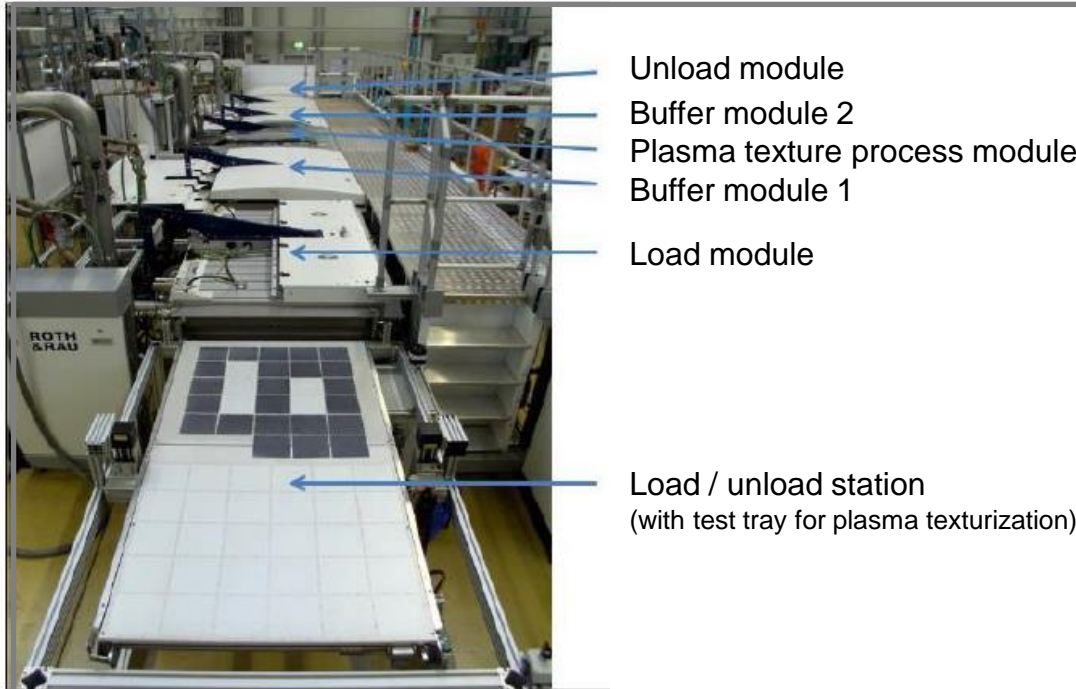 Unload module
Buffer module 2
Plasma texture process module
Buffer module 1
Load module
ROTH
&RAU
Load / unload station
(with test tray for plasma texturization)